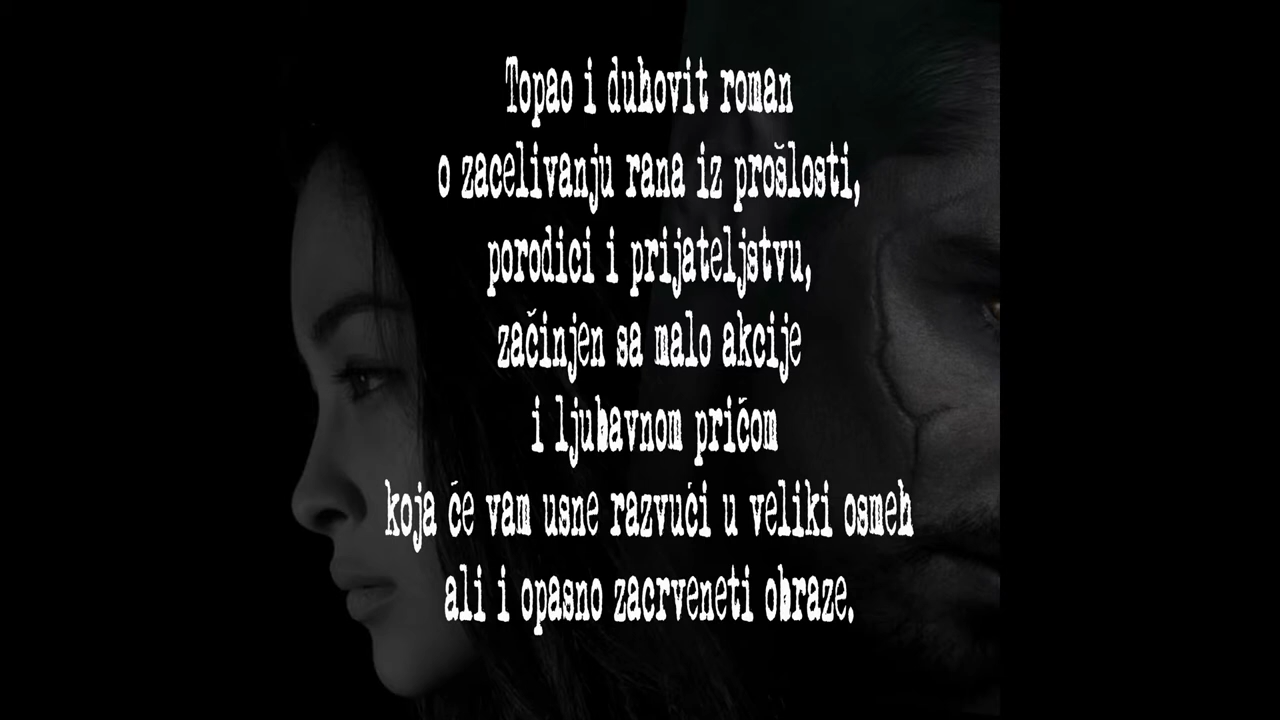 Topao i duhovit roman
o zacelivanju rana iz prošlosti,
porodici i prijateljstvu,
začinjen sa malo akcije
i ljubavnom pričom
koja će vam usne razvući u veliki osmeh
ali i opasno zacrveneti obraze.